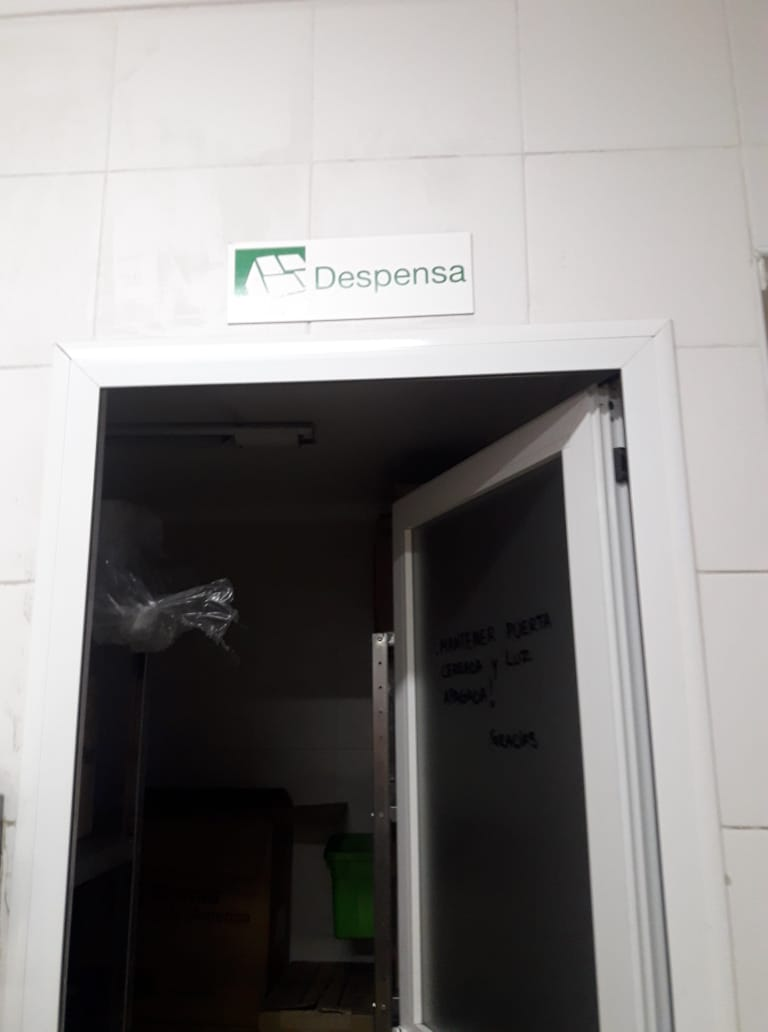 Despensa
¡MANTENER PUERTA
CERRADA Y LUZ
APAGADA!
GRACIAS